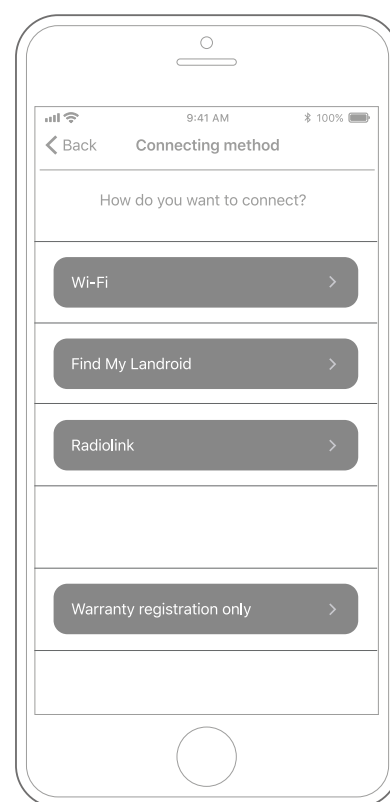 9:41 AM
100%
Back
Connecting method
How do you want to connect?
Wi-Fi
Find My Landroid
Radiolink
Warranty registration only